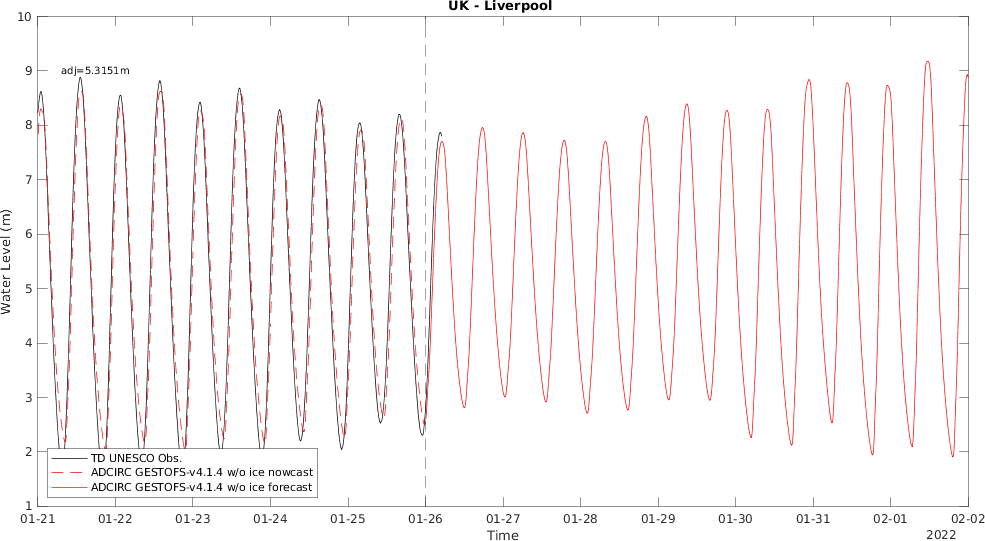 UK - Liverpool
10
9
8
7
6
5
4
3
2
1
Water Level (m)
adj=5.3151m
TD UNESCO Obs.
ADCIRC GESTOFS-v4.1.4 w/o ice nowcast
ADCIRC GESTOFS-v4.1.4 w/o ice forecast
01-21 01-22 01-23 01-24 01-25 01-26 01-27 01-28 01-29 01-30 01-31 02-01 02-02
Time
2022